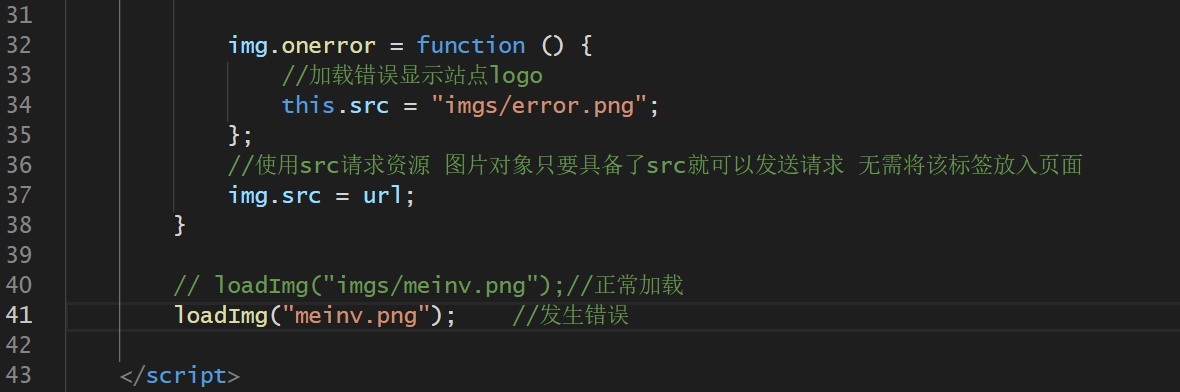 31
32 img.onerror = function () {
33 //加载错误显示站点logo
34 this.src = "imgs/error.png";
35 };
36 //使用src请求资源 图片对象只要具备了src就可以发送请求 无需将该标签放入页面
37 img.src = url;
38 }
39
40 // loadImg("imgs/meinv.png");//正常加载
41 loadImg("meinv.png"); //发生错误
42
43 </script>